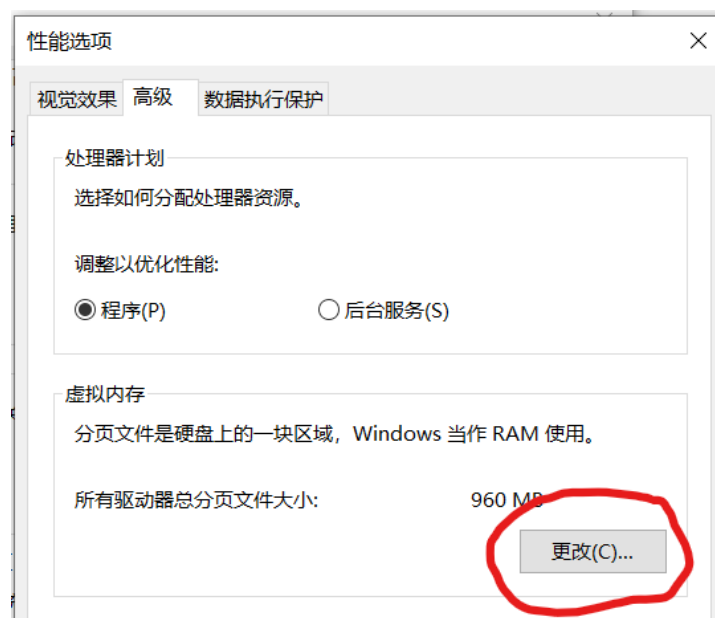 性能选项
视觉效果 高级 数据执行保护
处理器计划
选择如何分配处理器资源。
调整以优化性能:
程序(P) 后台服务(S)
虚拟内存
分页文件是硬盘上的一块区域，Windows 当作 RAM 使用。
所有驱动器总分页文件大小: 960 MB
更改(C)...